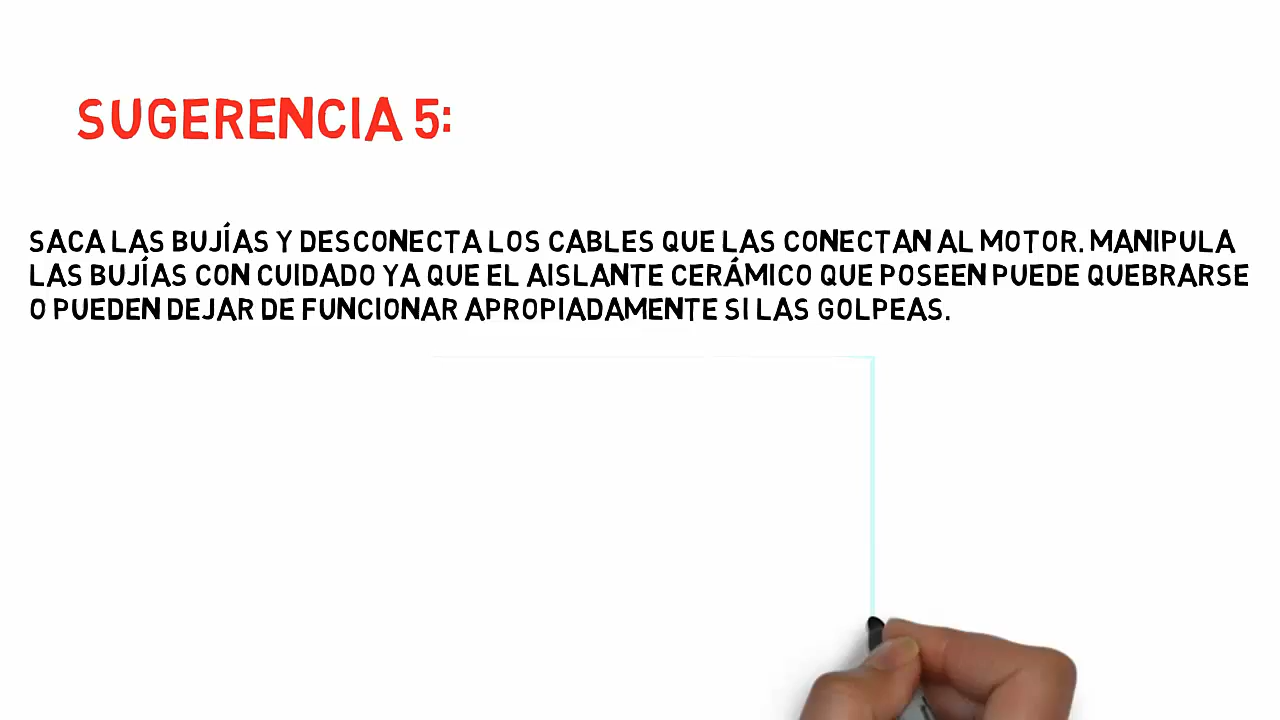 SUGERENCIA 5:
SACA LAS BUJÍAS Y DESCONECTA LOS CABLES QUE LAS CONECTAN AL MOTOR. MANIPULA
LAS BUJÍAS CON CUIDADO YA QUE EL AISLANTE CERÁMICO QUE POSEEN PUEDE QUEBRARSE
O PUEDEN DEJAR DE FUNCIONAR APROPIADAMENTE SI LAS GOLPEAS.